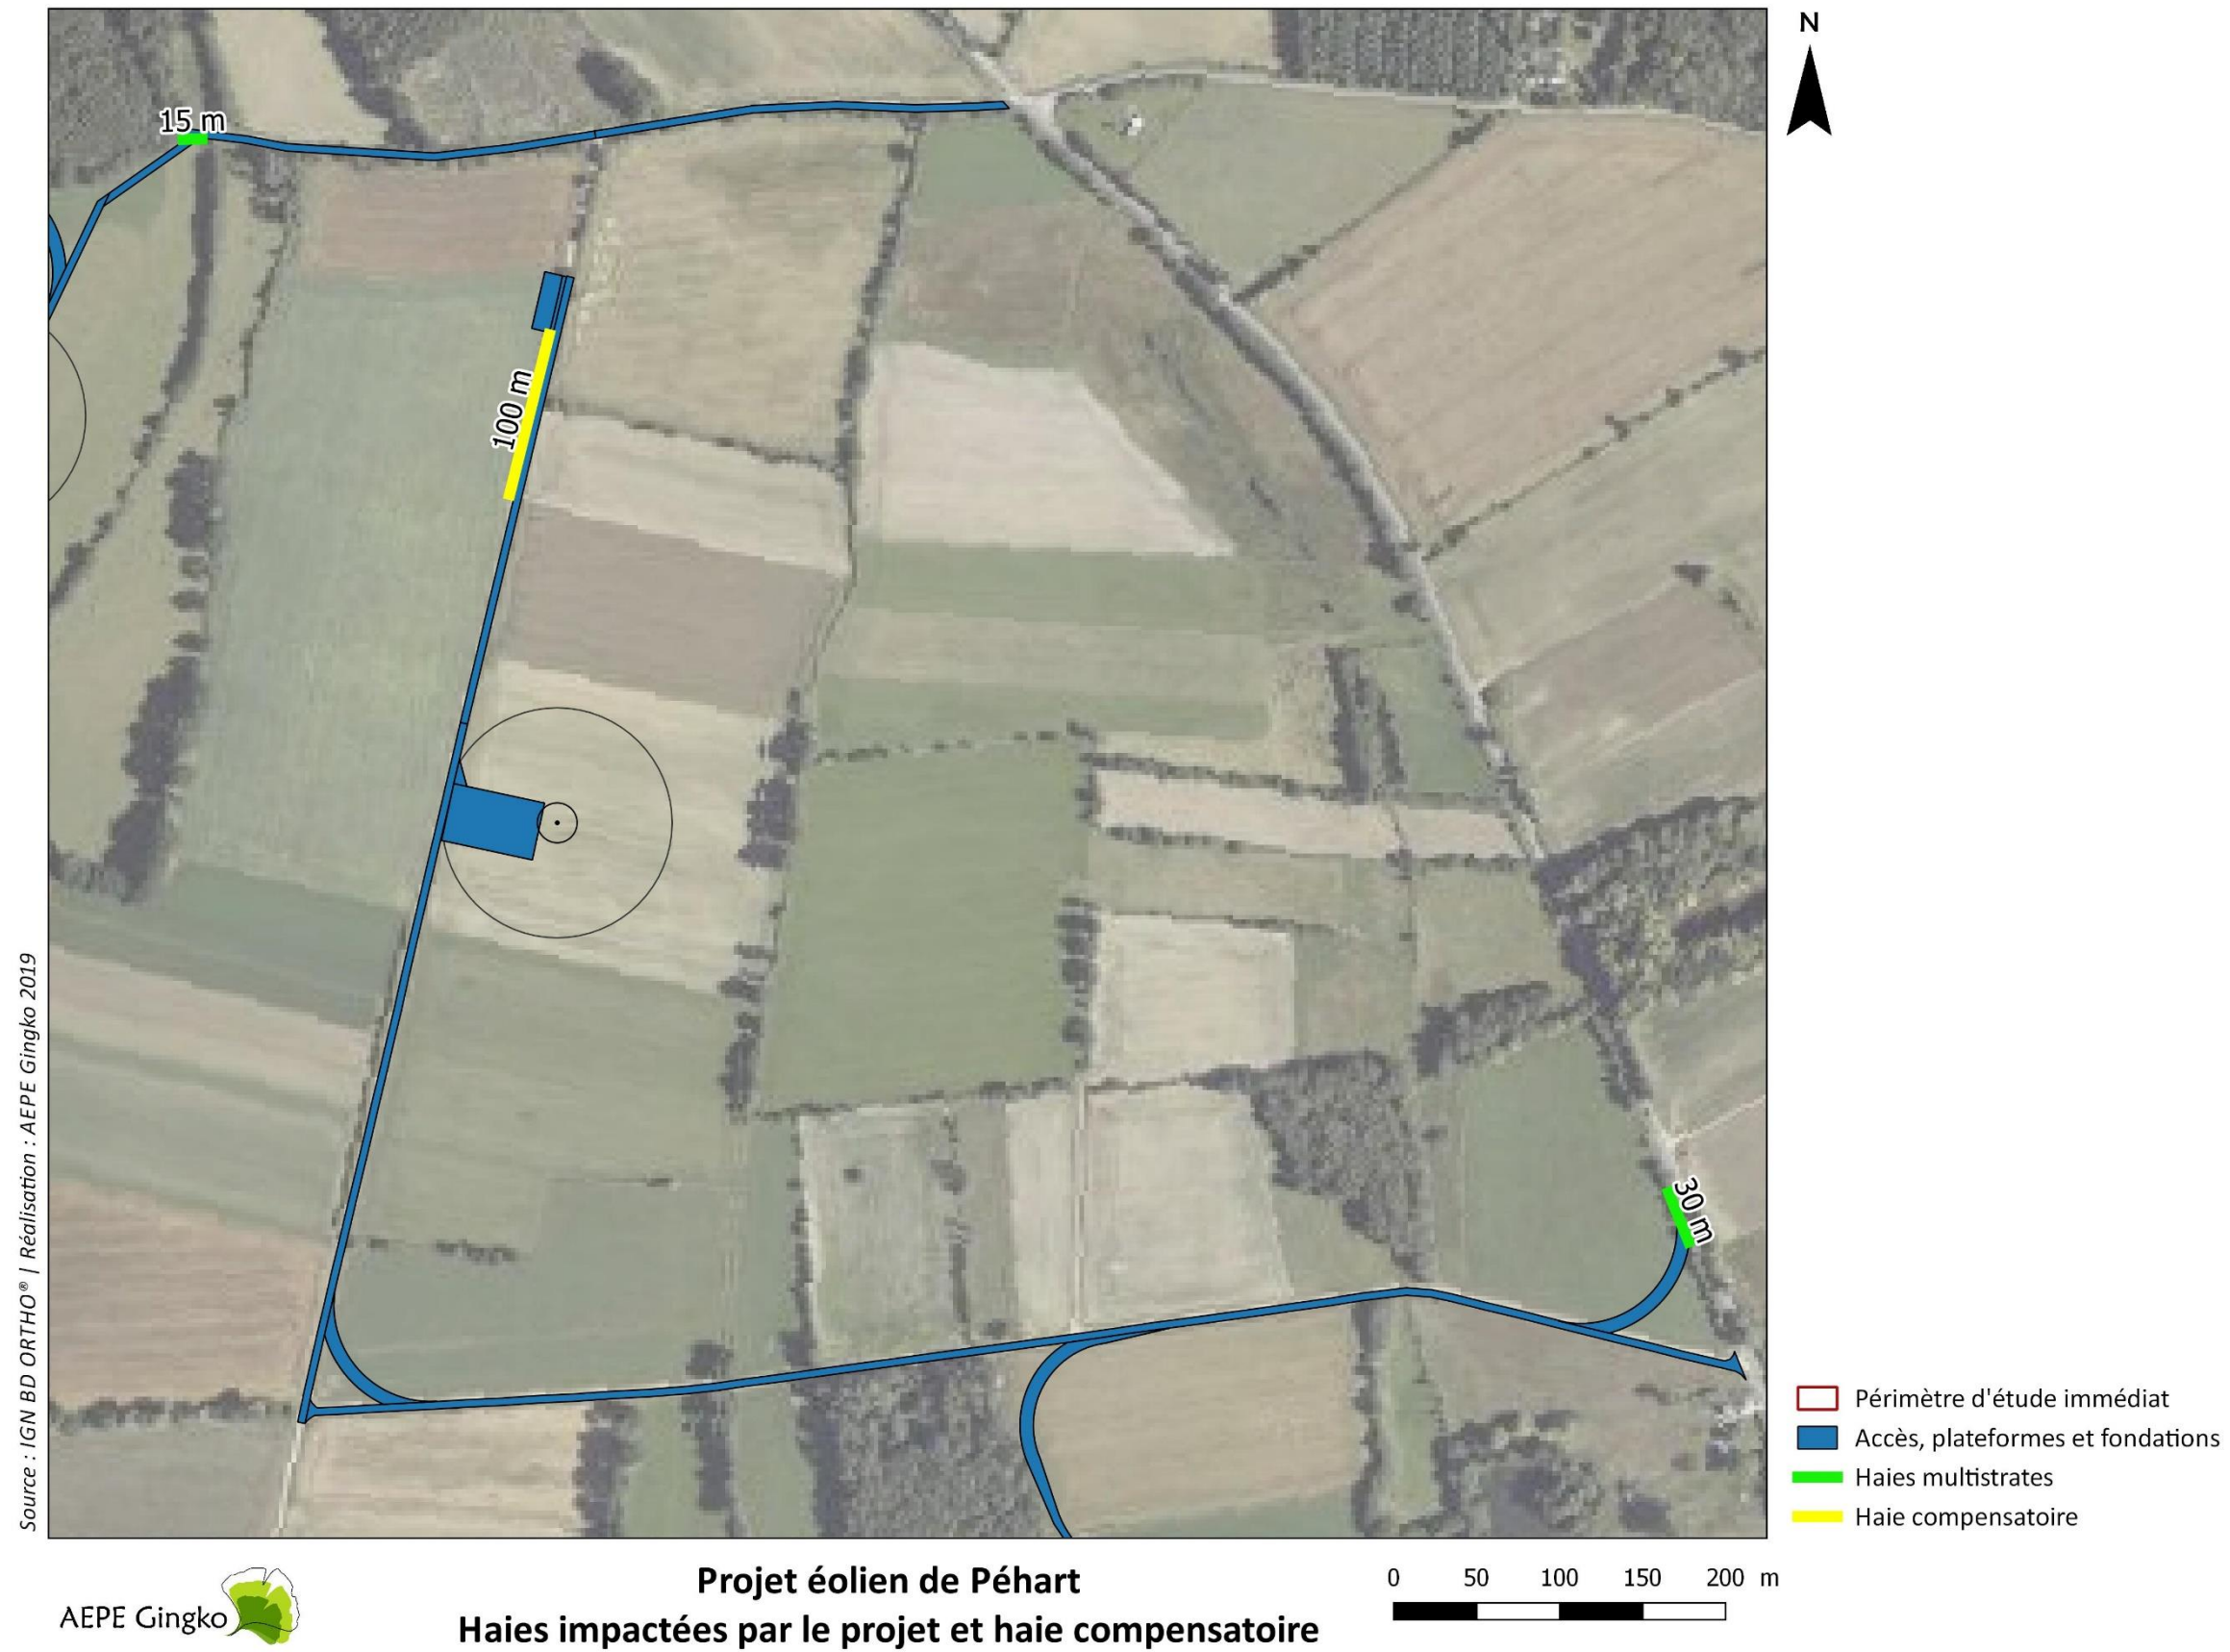 N
15 m
100 m
30 m
Source : IGN BD ORTHO® | Réalisation : AEPE Gingko 2019
Périmètre d'étude immédiat
Accès, plateformes et fondations
Haies multistrates
Haie compensatoire
AEPE Gingko
Projet éolien de Péhart
Haies impactées par le projet et haie compensatoire
0 50 100 150 200 m